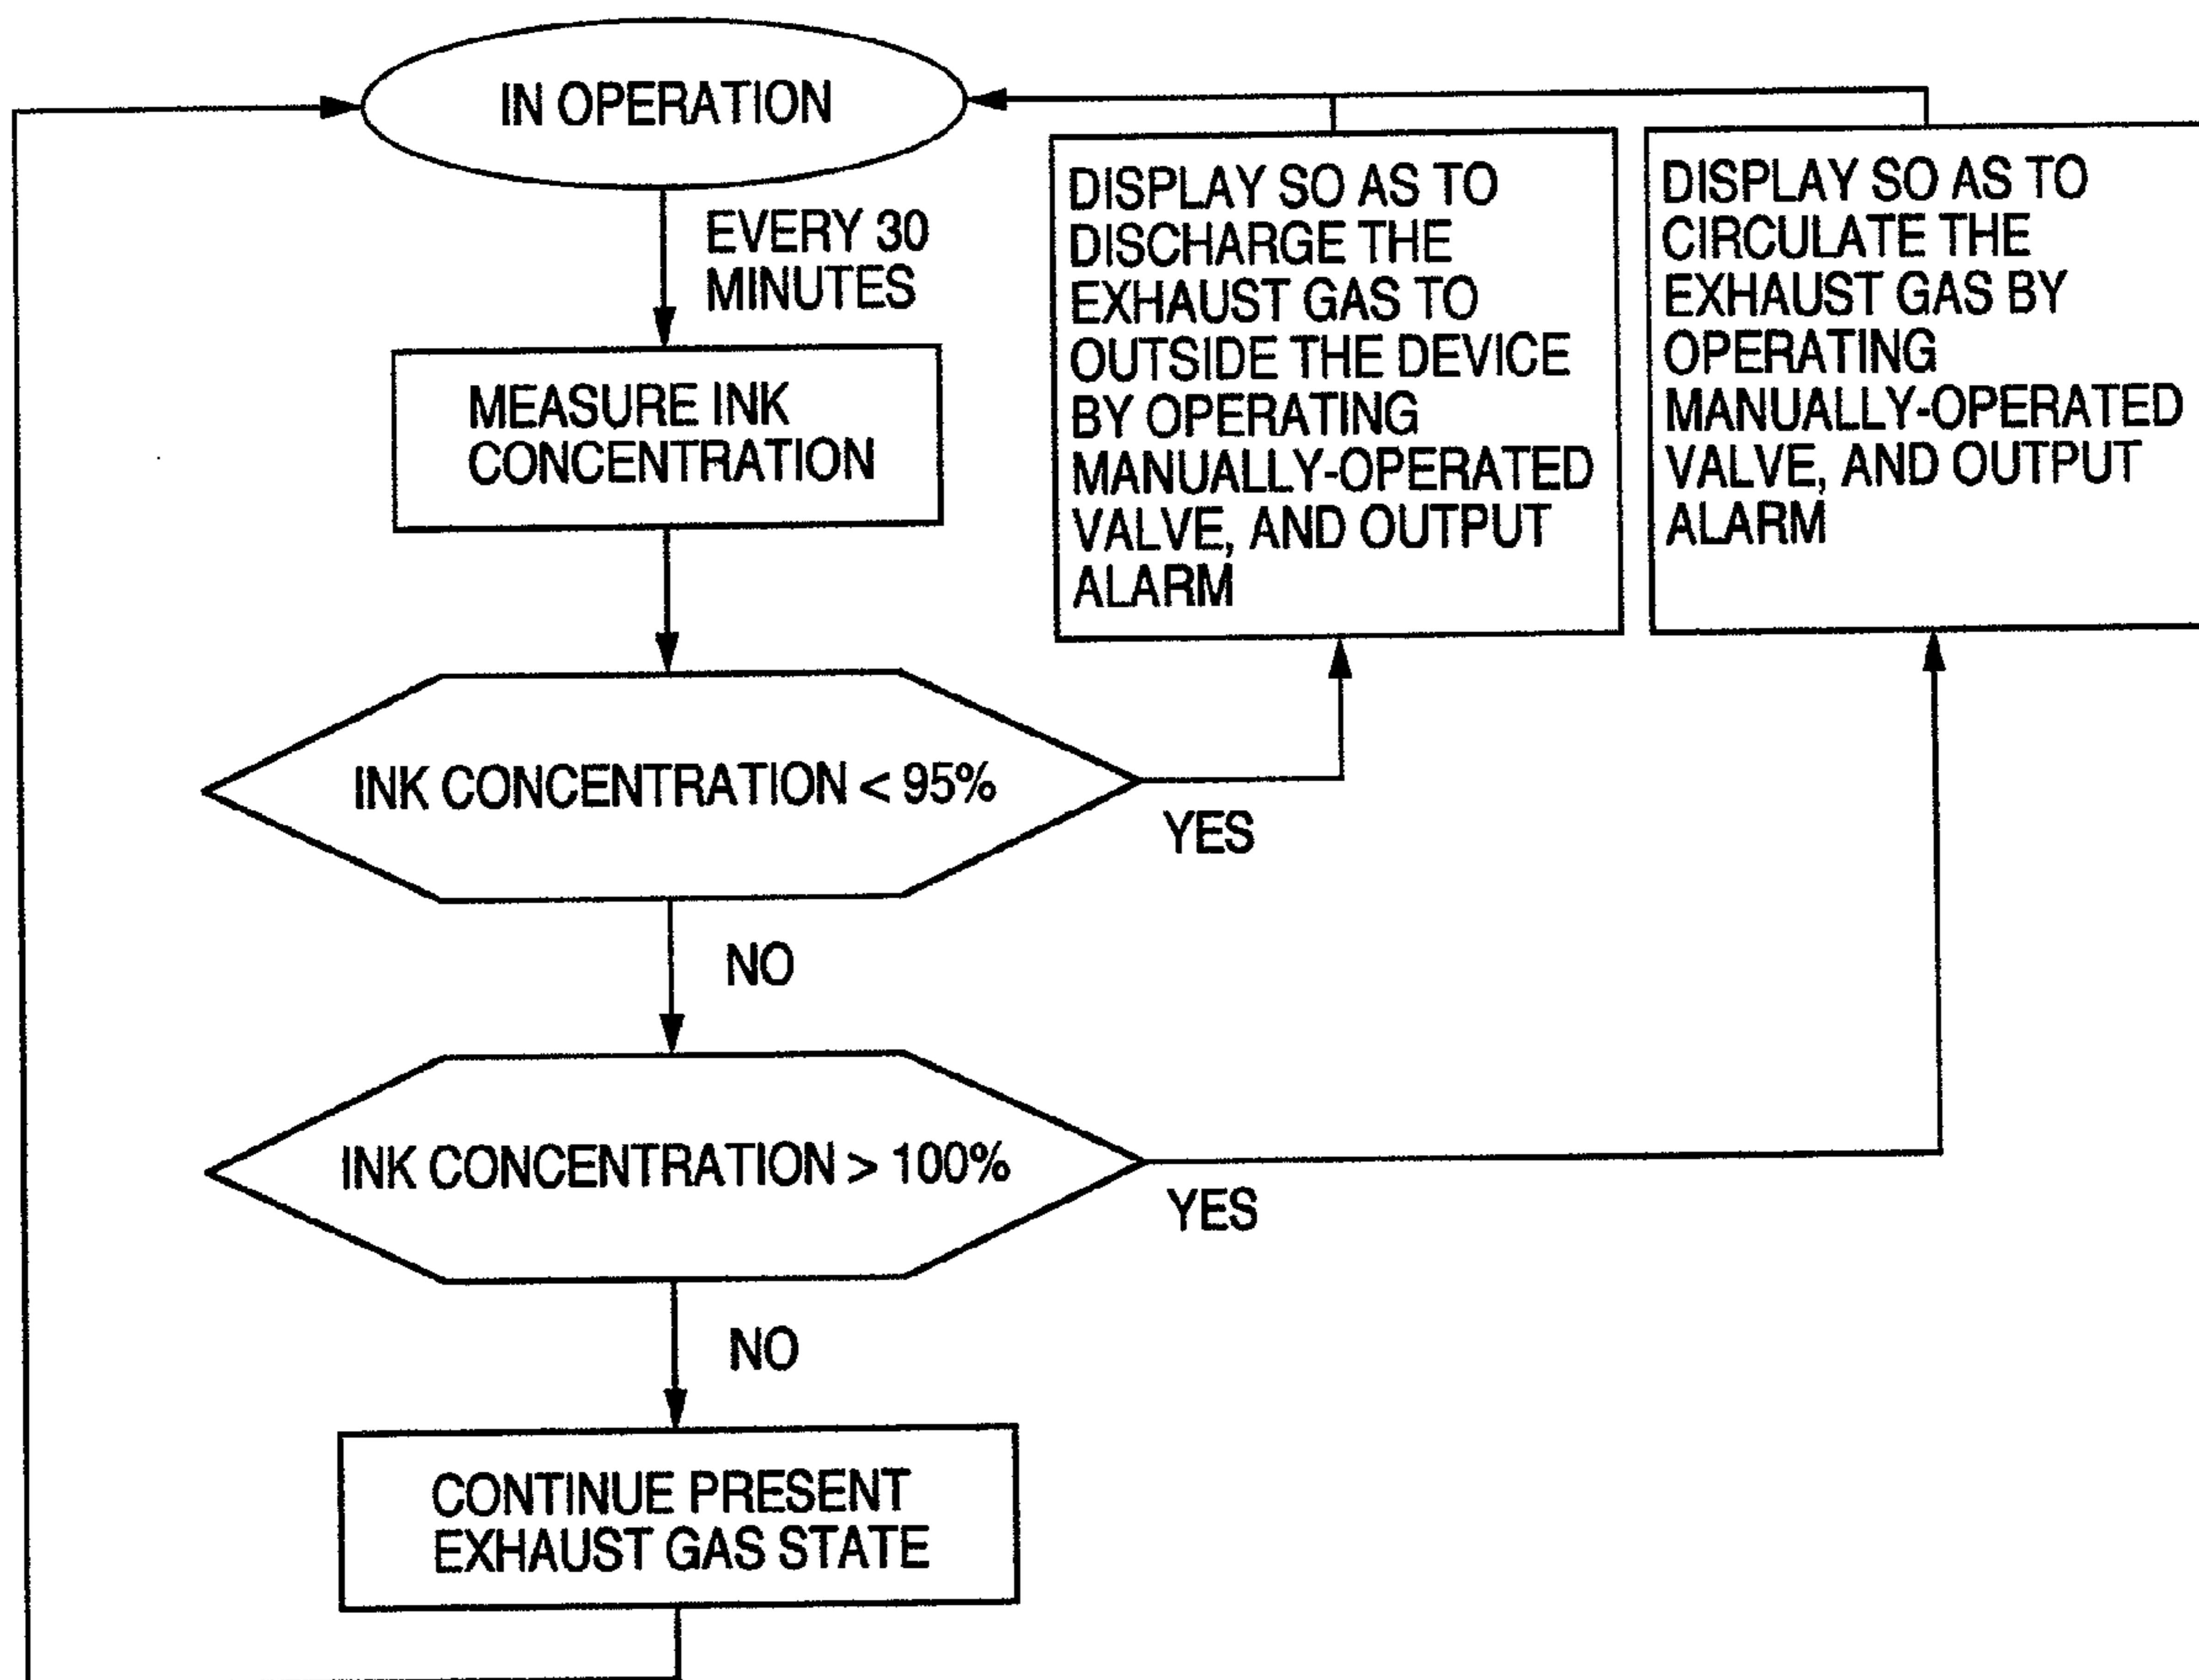 IN OPERATION
EVERY 30
MINUTES
MEASURE INK
CONCENTRATION
INK CONCENTRATION < 95%
YES
NO
INK CONCENTRATION > 100%
YES
NO
CONTINUE PRESENT
EXHAUST GAS STATE
DISPLAY SO AS TO
DISCHARGE THE
EXHAUST GAS TO
OUTSIDE THE DEVICE
BY OPERATING
MANUALLY-OPERATED
VALVE, AND OUTPUT
ALARM
DISPLAY SO AS TO
CIRCULATE THE
EXHAUST GAS BY
OPERATING
MANUALLY-OPERATED
VALVE, AND OUTPUT
ALARM